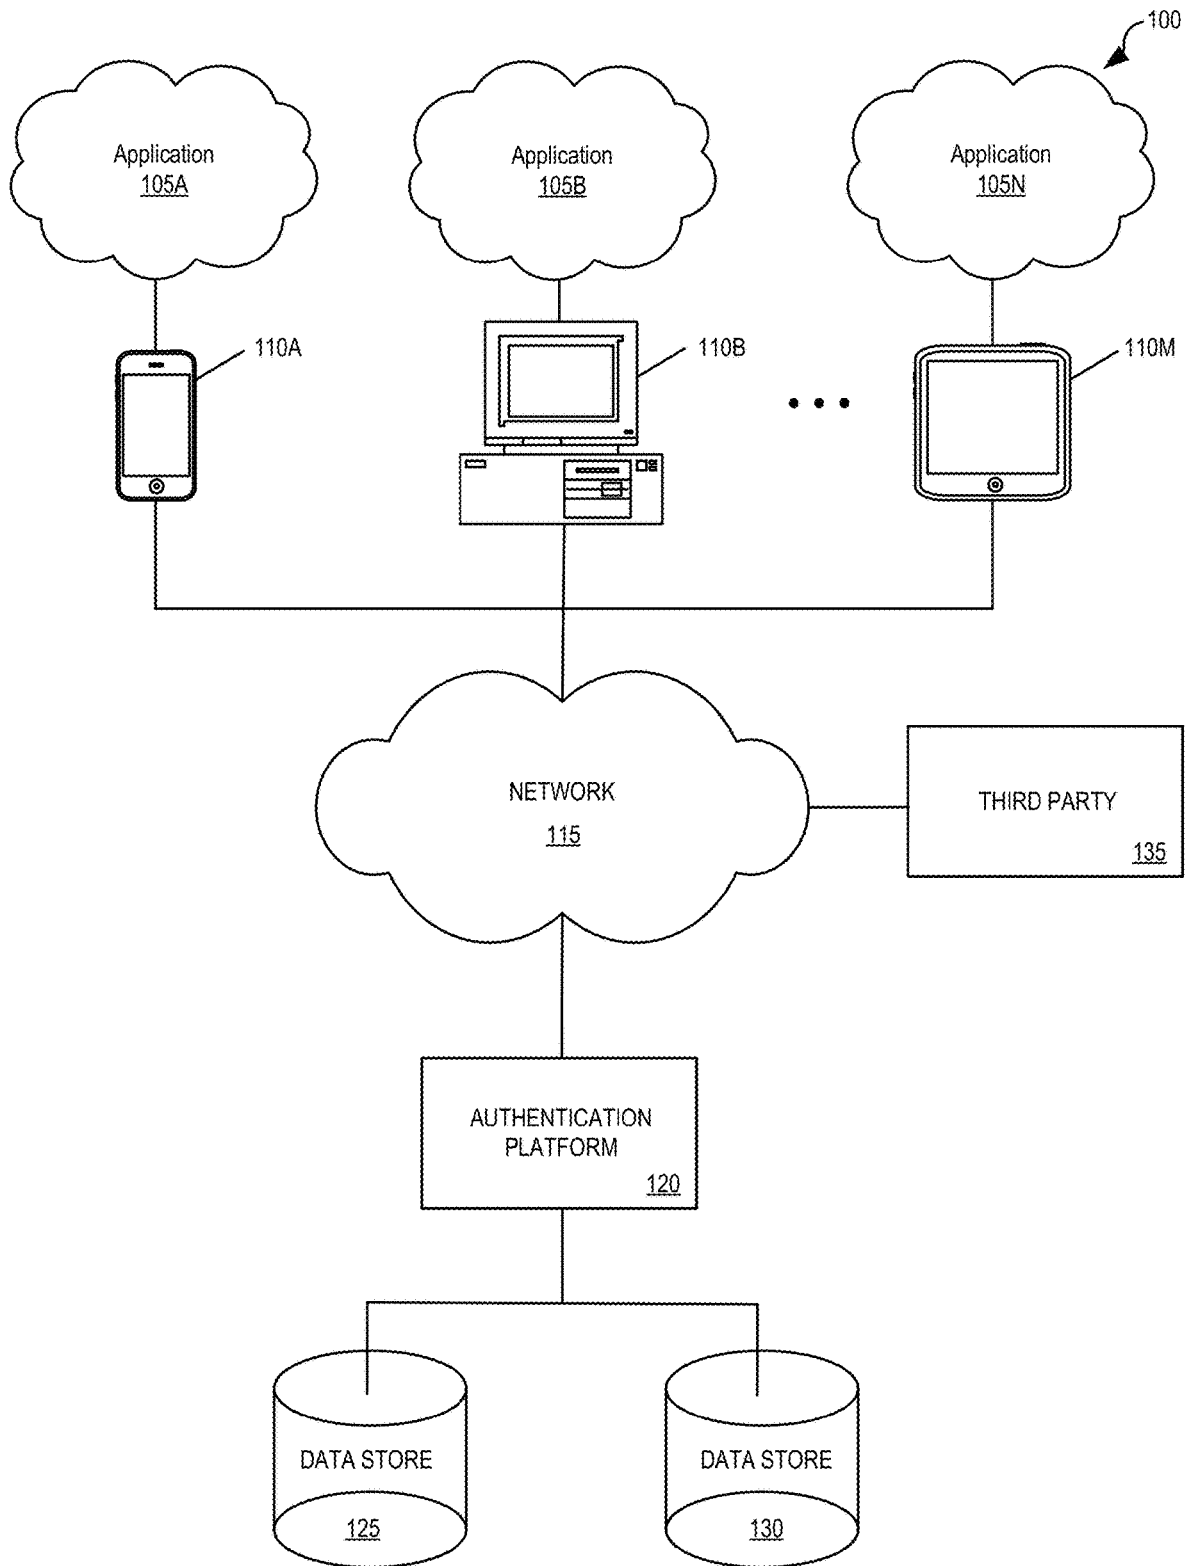 100
Application
105A
Application
105B
Application
105N
110A
110B
110M
NETWORK
115
THIRD PARTY
135
AUTHENTICATION
PLATFORM
120
DATA STORE
125
DATA STORE
130